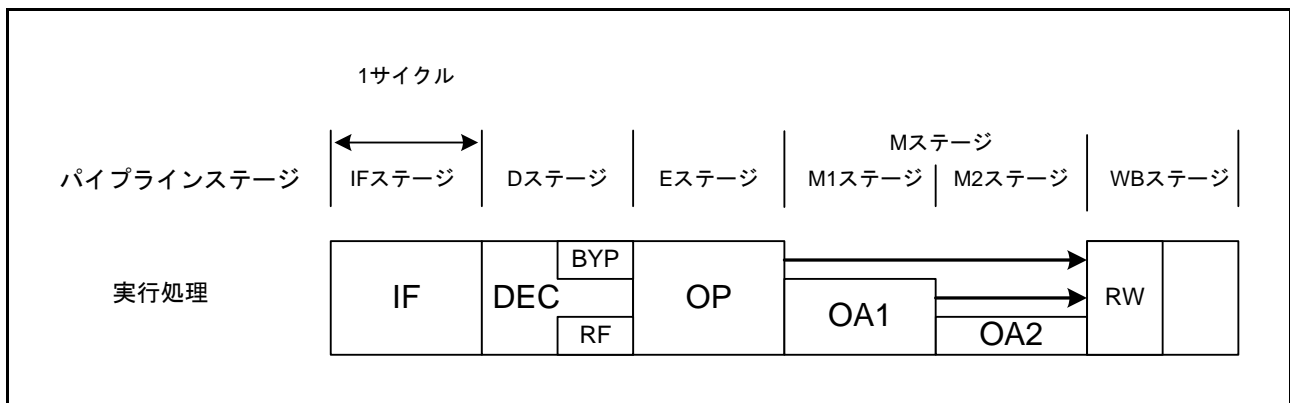 1サイクル
Mステージ
パイプラインステージ IFステージ Dステージ Eステージ M1ステージ M2ステージ WBステージ
実行処理 IF DEC BYP RF OP OA1 OA2 RW